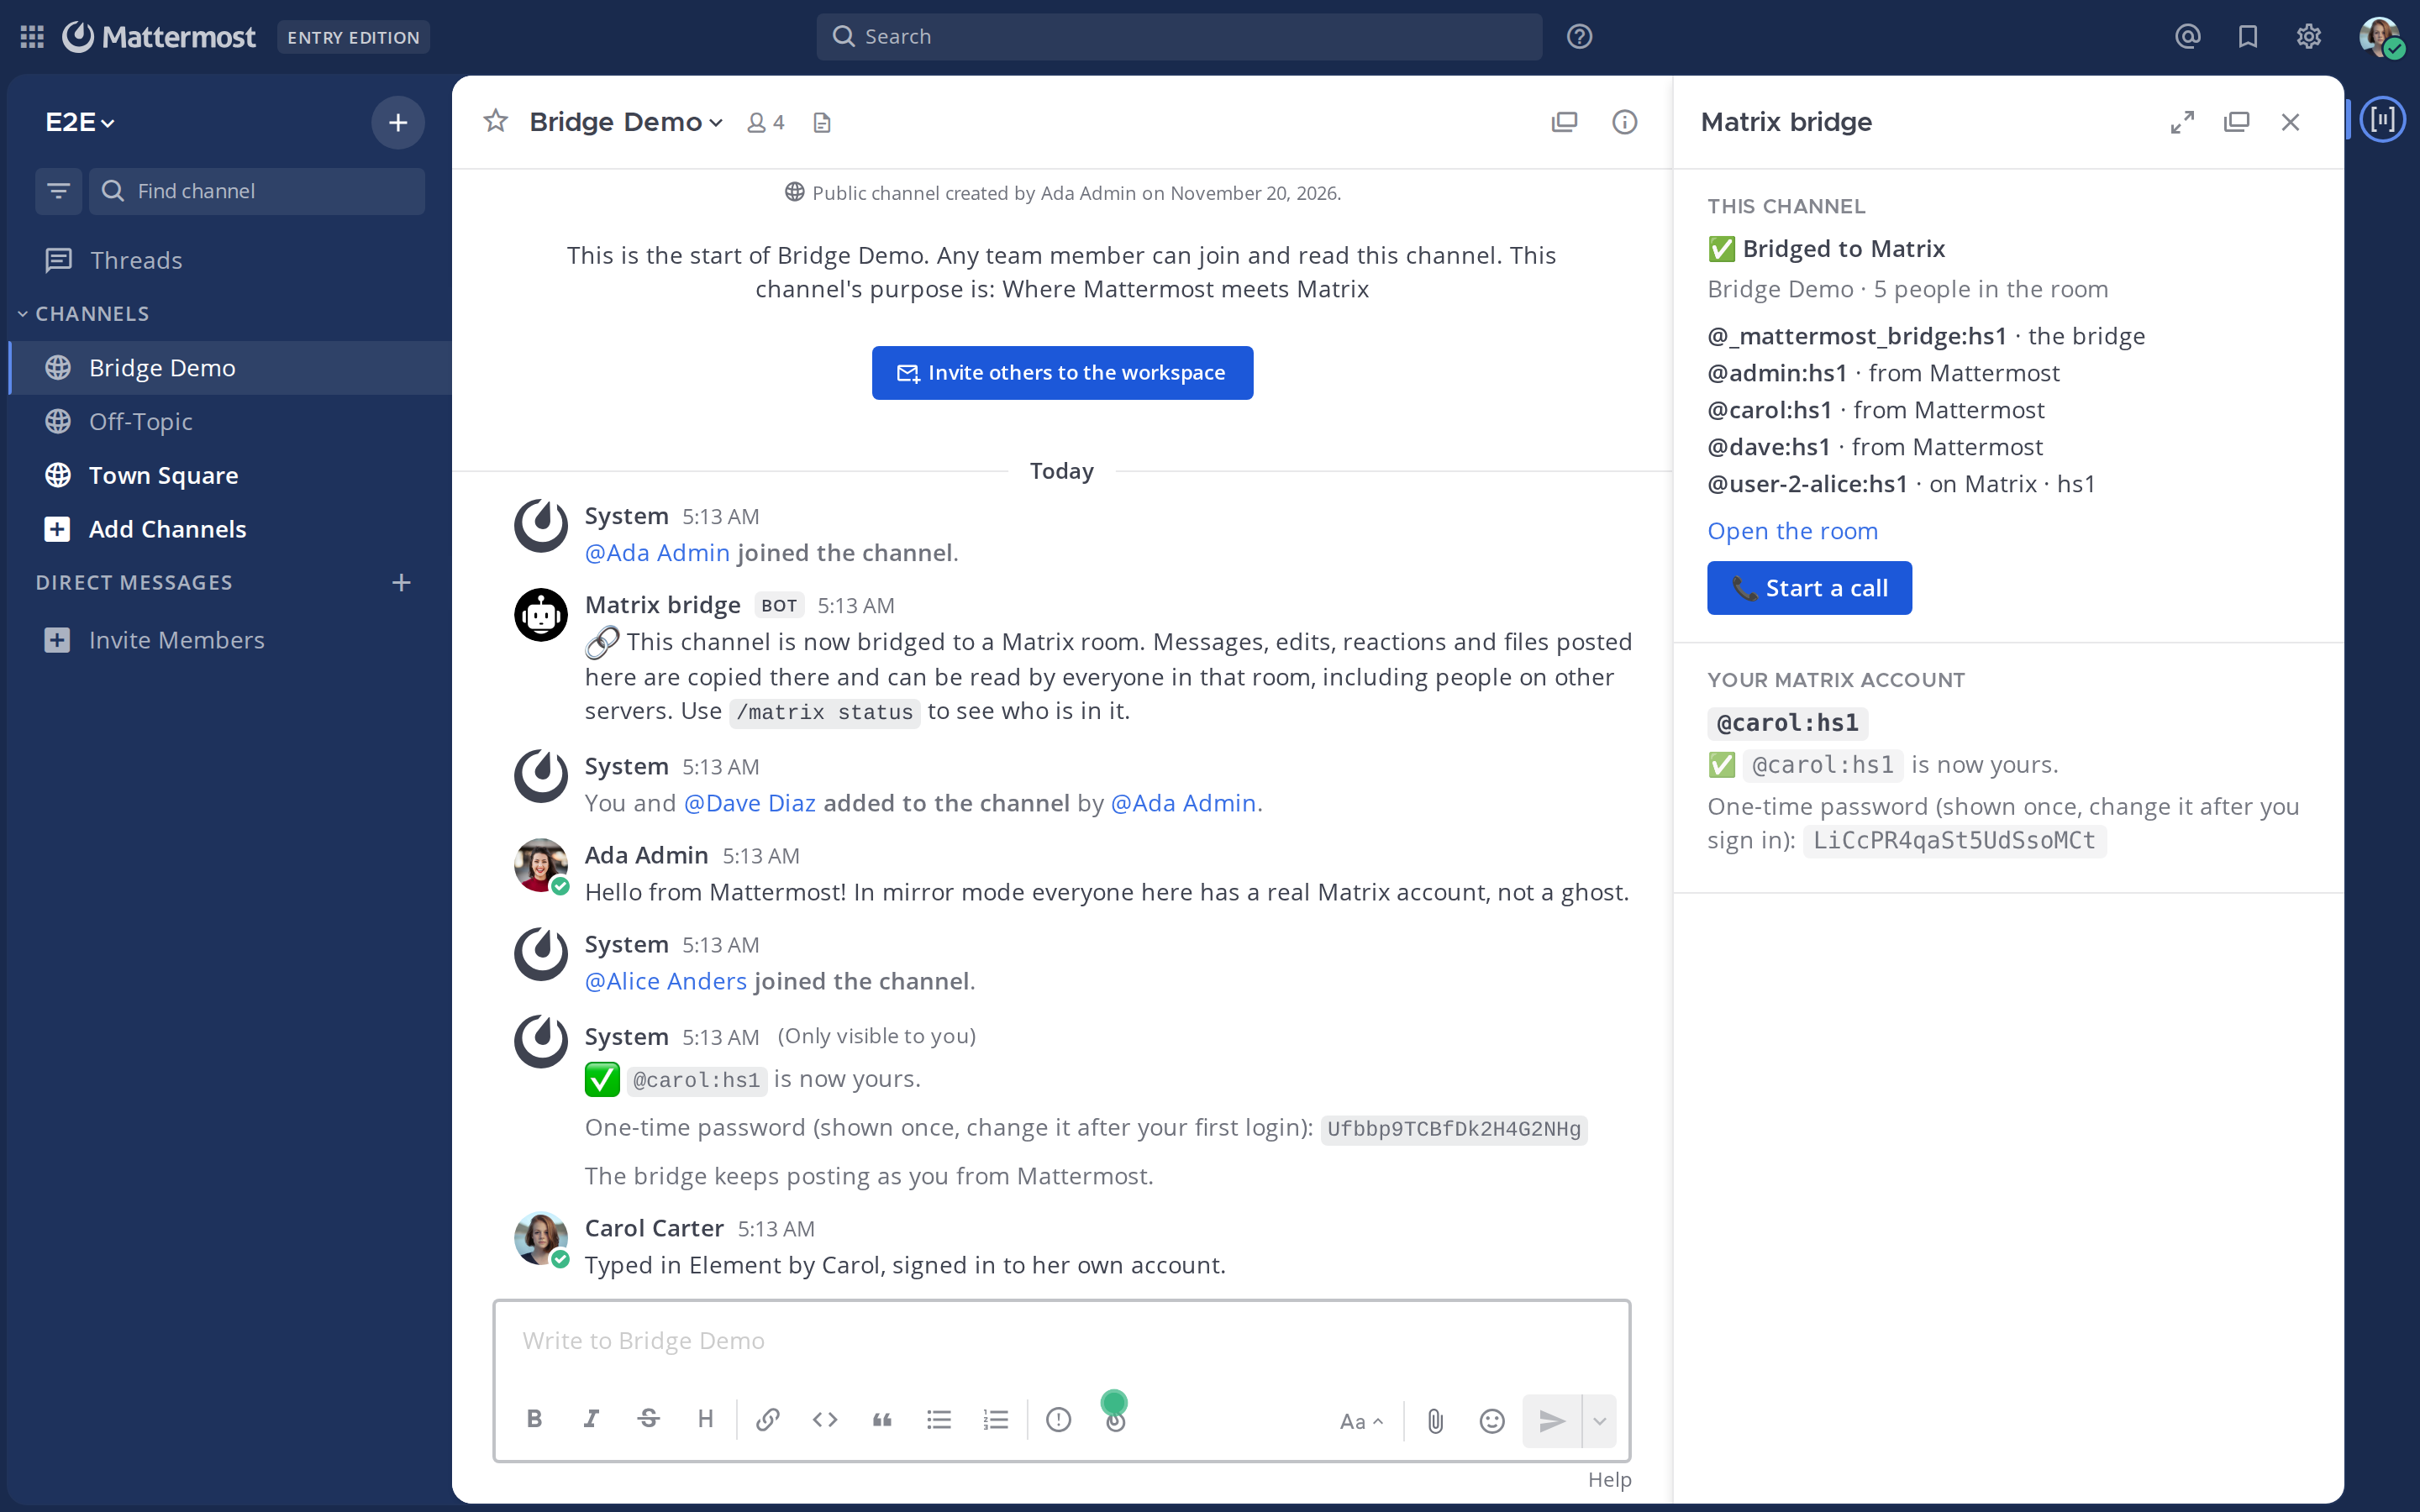 Mattermost
ENTRY EDITION
Search
E2E
Find channel
Threads
CHANNELS
Bridge Demo
Off-Topic
Town Square
Add Channels
DIRECT MESSAGES
Invite Members
Bridge Demo
4
Public channel created by Ada Admin on November 20, 2026.
This is the start of Bridge Demo. Any team member can join and read this channel. This
channel's purpose is: Where Mattermost meets Matrix
Invite others to the workspace
Today
System 5:13 AM
@Ada Admin joined the channel.
Matrix bridge BOT 5:13 AM
This channel is now bridged to a Matrix room. Messages, edits, reactions and files posted
here are copied there and can be read by everyone in that room, including people on other
servers. Use /matrix status to see who is in it.
System 5:13 AM
You and @Dave Diaz added to the channel by @Ada Admin.
Ada Admin 5:13 AM
Hello from Mattermost! In mirror mode everyone here has a real Matrix account, not a ghost.
System 5:13 AM
@Alice Anders joined the channel.
System 5:13 AM (Only visible to you)
@carol:hs1 is now yours.
One-time password (shown once, change it after your first login): Ufbbp9TCBfDk2H4G2NHg
The bridge keeps posting as you from Mattermost.
Carol Carter 5:13 AM
Typed in Element by Carol, signed in to her own account.
Write to Bridge Demo
B I S H
Aa
Help
Matrix bridge
THIS CHANNEL
✅ Bridged to Matrix
Bridge Demo · 5 people in the room
@_mattermost_bridge:hs1 · the bridge
@admin:hs1 · from Mattermost
@carol:hs1 · from Mattermost
@dave:hs1 · from Mattermost
@user-2-alice:hs1 · on Matrix · hs1
Open the room
📞 Start a call
YOUR MATRIX ACCOUNT
@carol:hs1
✅ @carol:hs1 is now yours.
One-time password (shown once, change it after you
sign in): LiCcPR4qaSt5UdSsoMCt